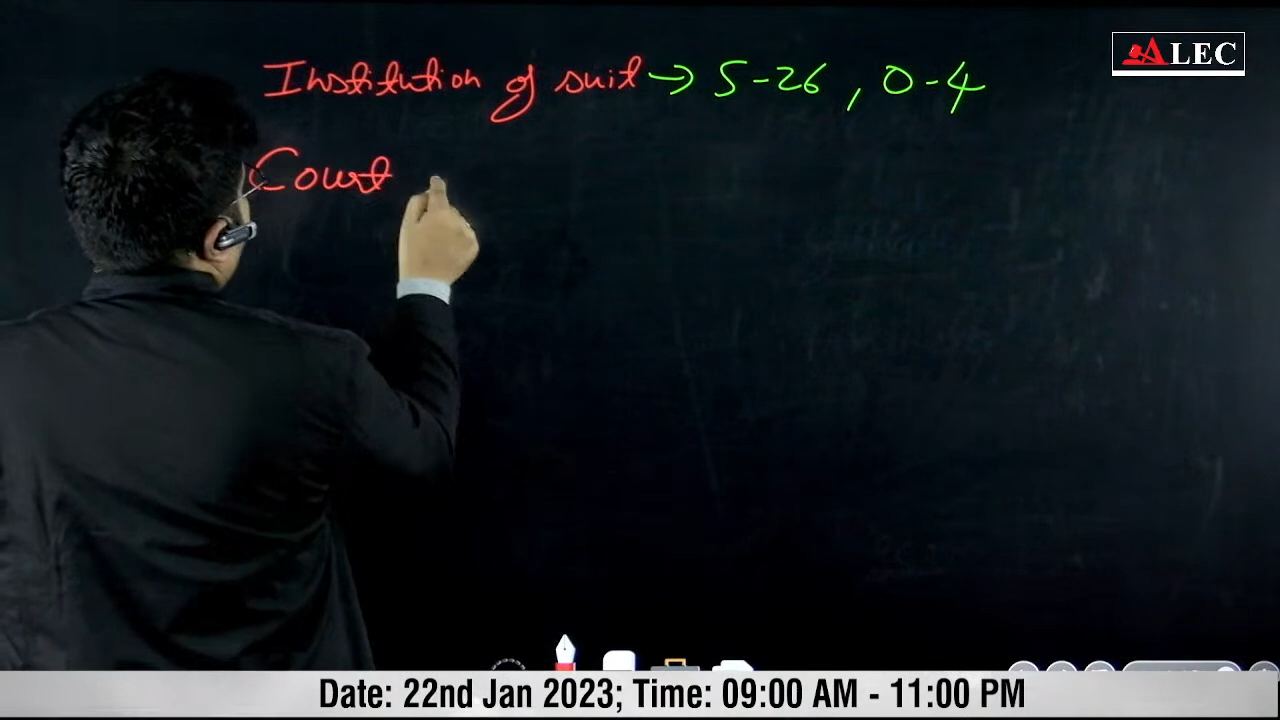 Institution of suit → S-26, O-4
ALEC
Court
Date: 22nd Jan 2023; Time: 09:00 AM - 11:00 PM